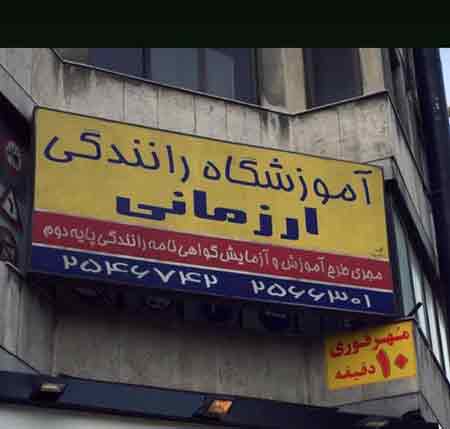 آموزشگاه رانندگی
ارزمانی
مجری طرح آموزش و آزمایش گواهی نامه رانندگی پایه دوم
۲۵۴۶۷۴۲ ۲۵۶۶۳۰۱
مهر فوری
۱۰ دقیقه